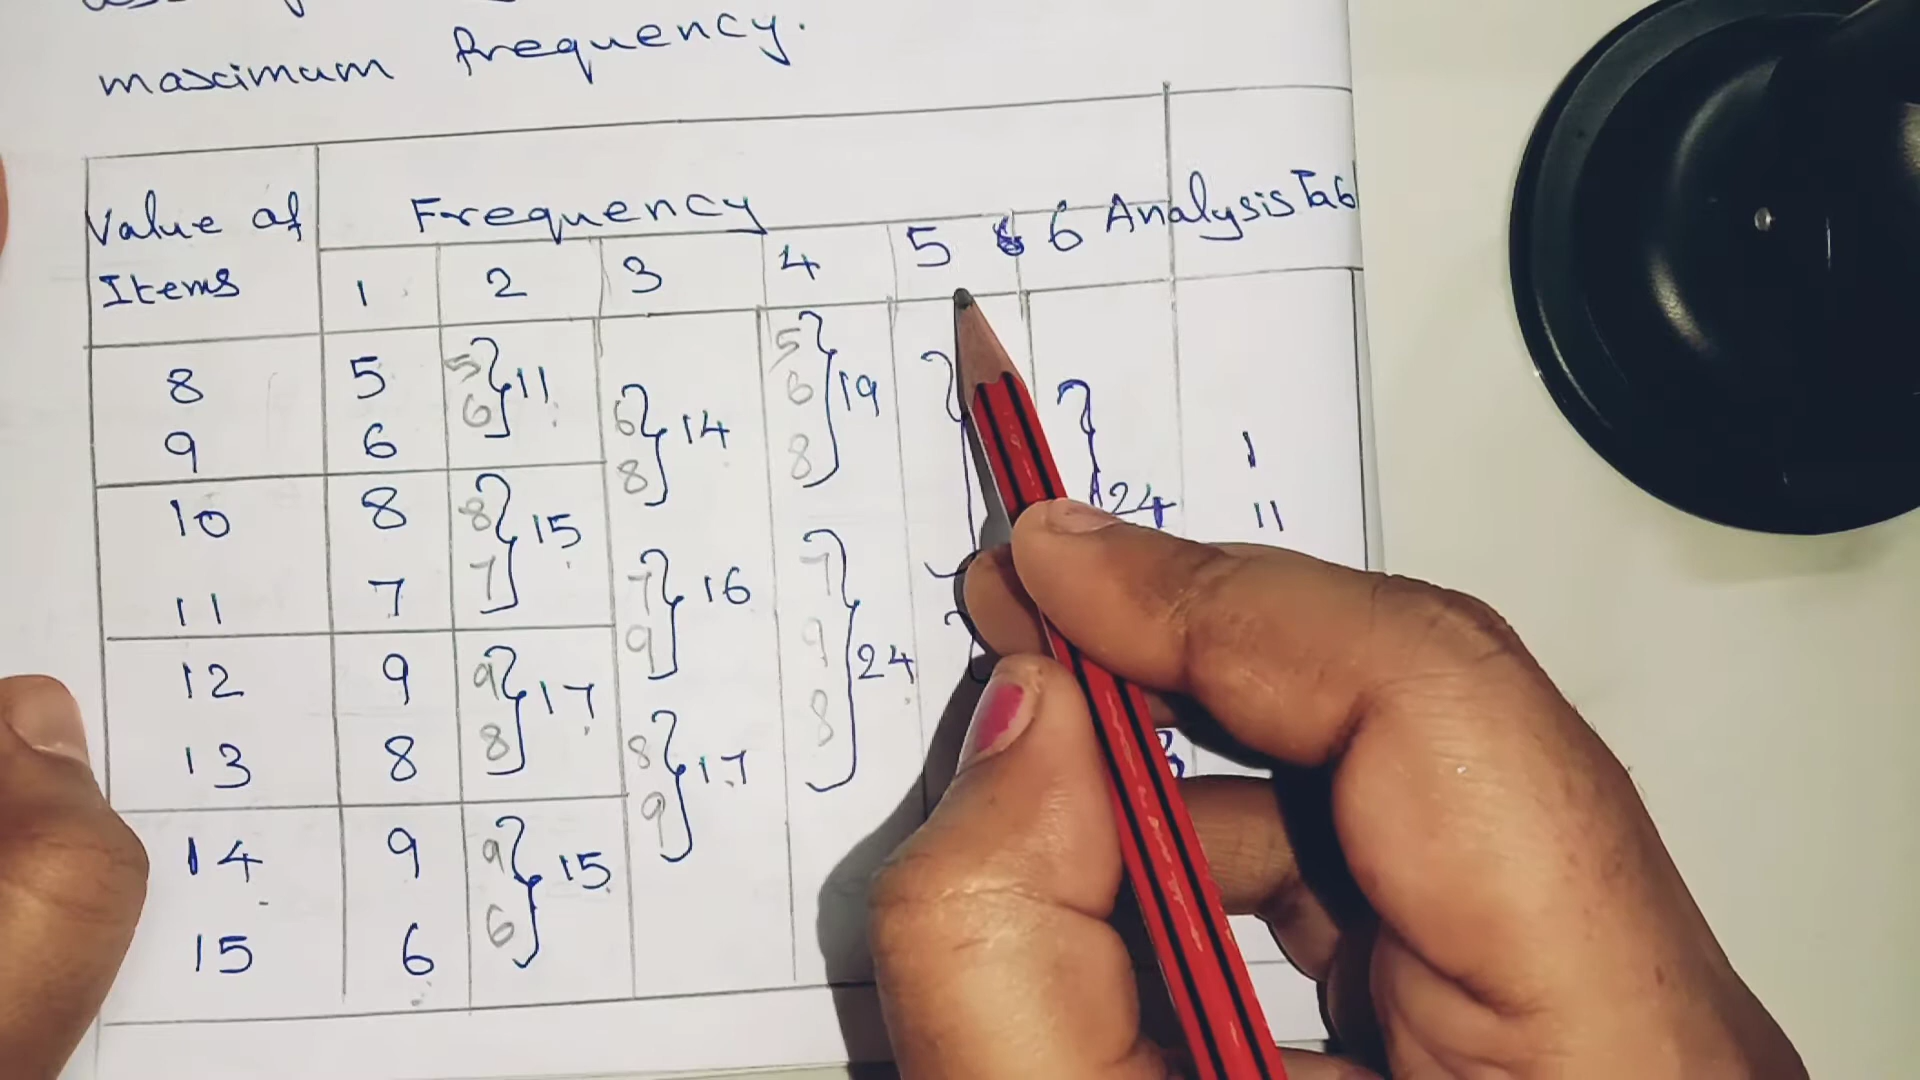 maximum frequency.
Value of Items Frequency Analysis Tab
1 2 3 4 5 6
8 5 5 6 11 5 6 8 19
9 6 6 8 14 1
10 8 8 7 15 24 11
11 7 7 9 16 7 9 8 24
12 9 9 8 17
13 8 8 9 17
14 9 9 6 15
15 6